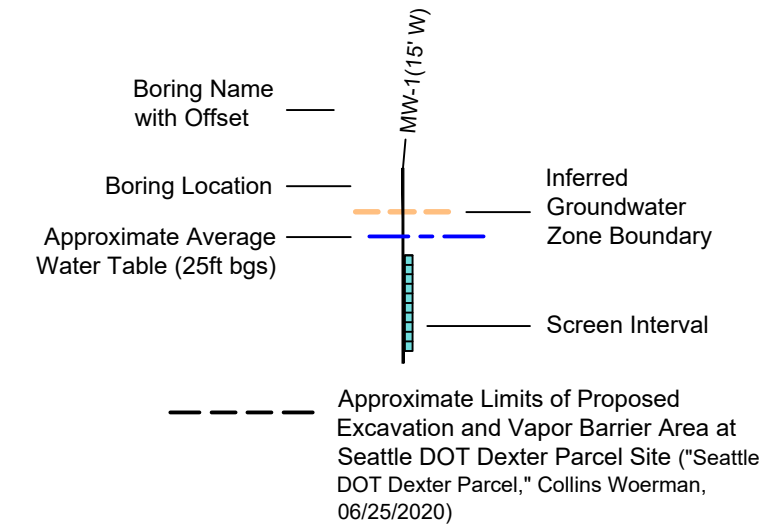 MW-1(15' W)
Boring Name
with Offset
Boring Location
Inferred
Groundwater
Zone Boundary
Approximate Average
Water Table (25ft bgs)
Screen Interval
Approximate Limits of Proposed
Excavation and Vapor Barrier Area at
Seattle DOT Dexter Parcel Site ("Seattle
DOT Dexter Parcel," Collins Woerman,
06/25/2020)